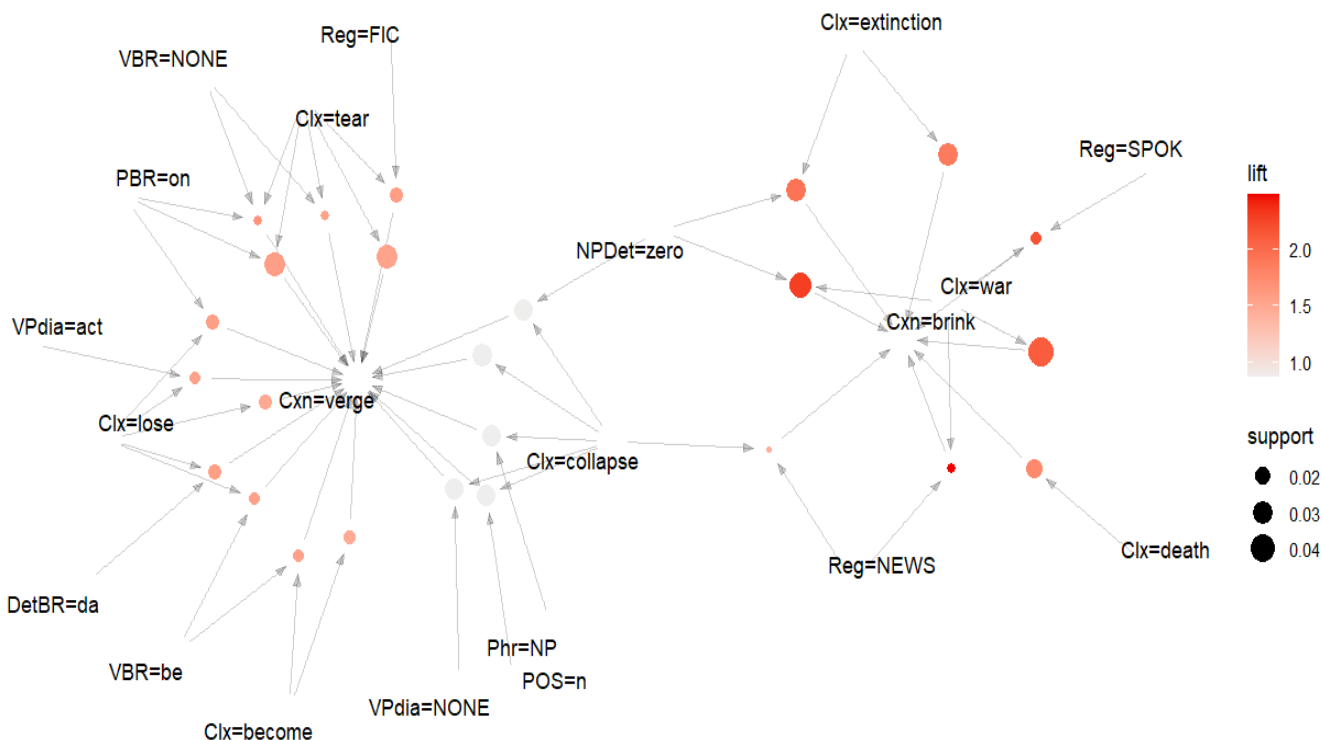 Clx=extinction
Reg=FIC
VBR=NONE
Clx=tear
Reg=SPOK
PBR=on
lift
NPDet=zero
2.0
Clx=war
1.5
VPdia=act
Cxn=brink
1.0
Cxn=verge
Clx=lose
support
Clx=collapse
0.02
0.03
0.04
Clx=death
Reg=NEWS
DetBR=da
Phr=NP
VBR=be
POS=n
VPdia=NONE
Clx=become